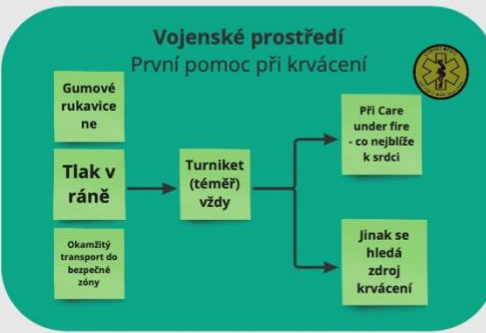 Vojenské prostředí
První pomoc při krvácení
Gumové
rukavice
ne
Tlak v
ráně
Okamžitý
transport do
bezpečné
zóny
Turniket
(téměř)
vždy
Při Care
under fire
- co nejblíže
k srdci
Jinak se
hledá
zdroj
krvácení